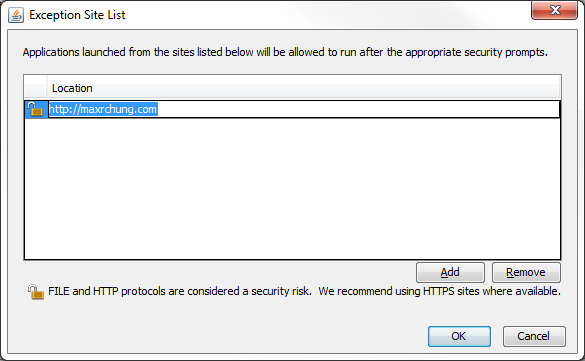 Exception Site List
Applications launched from the sites listed below will be allowed to run after the appropriate security prompts.
Location
http://maxrchung.com
Add
Remove
FILE and HTTP protocols are considered a security risk. We recommend using HTTPS sites where available.
OK
Cancel